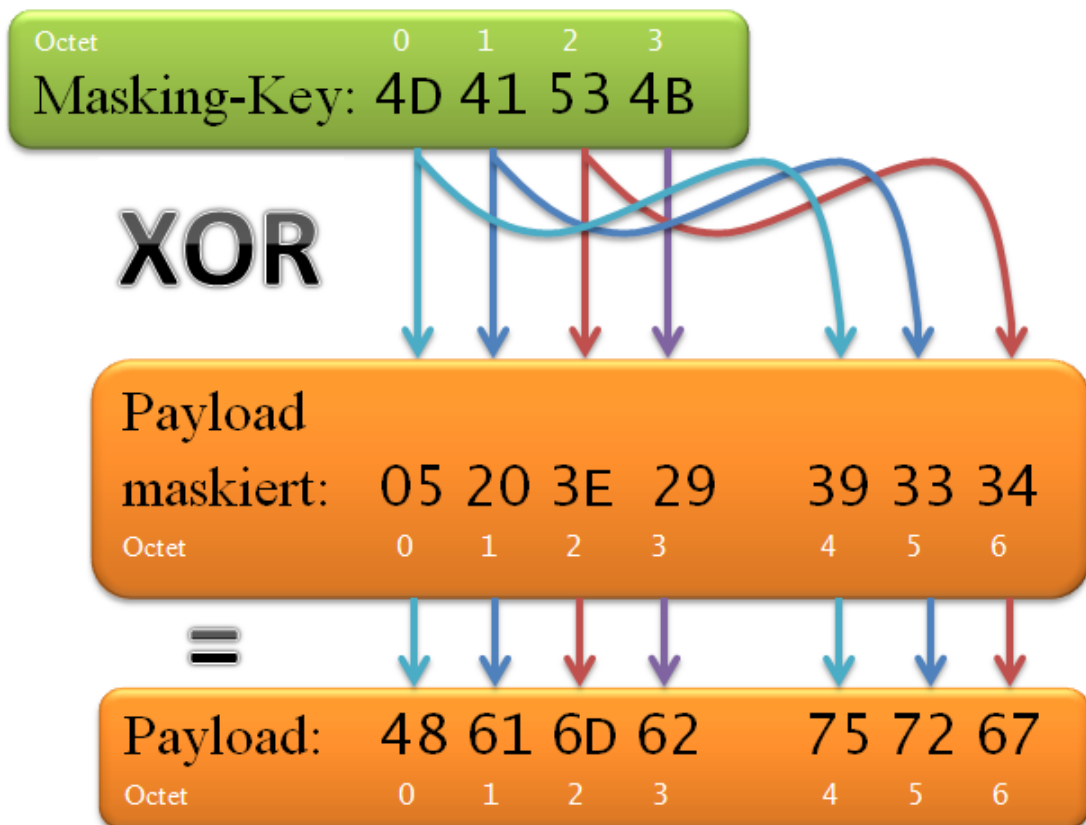 Octet 0 1 2 3
Masking-Key: 4D 41 53 4B
XOR
Payload
maskiert: 05 20 3E 29 39 33 34
Octet 0 1 2 3 4 5 6
=
Payload: 48 61 6D 62 75 72 67
Octet 0 1 2 3 4 5 6